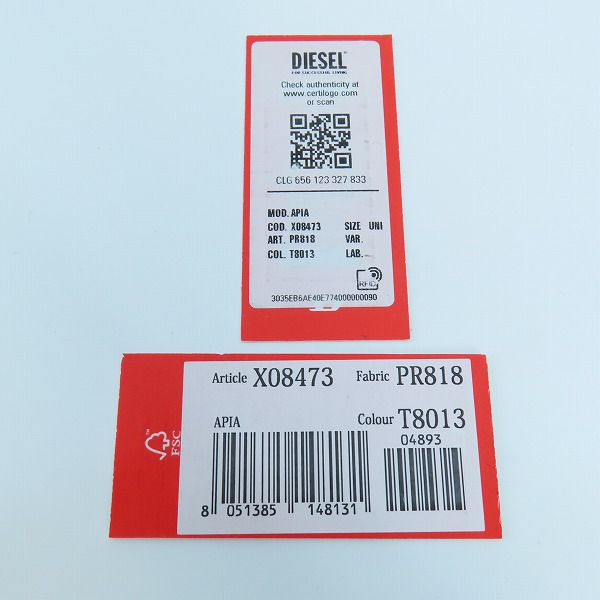 DIESEL
FOR SUCCESSFUL LIVING
Check authenticity at
www.certilogo.com
or scan
CLG 656 123 327 833
MOD. APIA
COD. X08473 SIZE UNI
ART. PR818 VAR.
COL. T8013 LAB.
RFID
3035EB6AE40E774000000090
Article X08473 Fabric PR818
APIA Colour T8013
04893
8 051385 148131
FSC